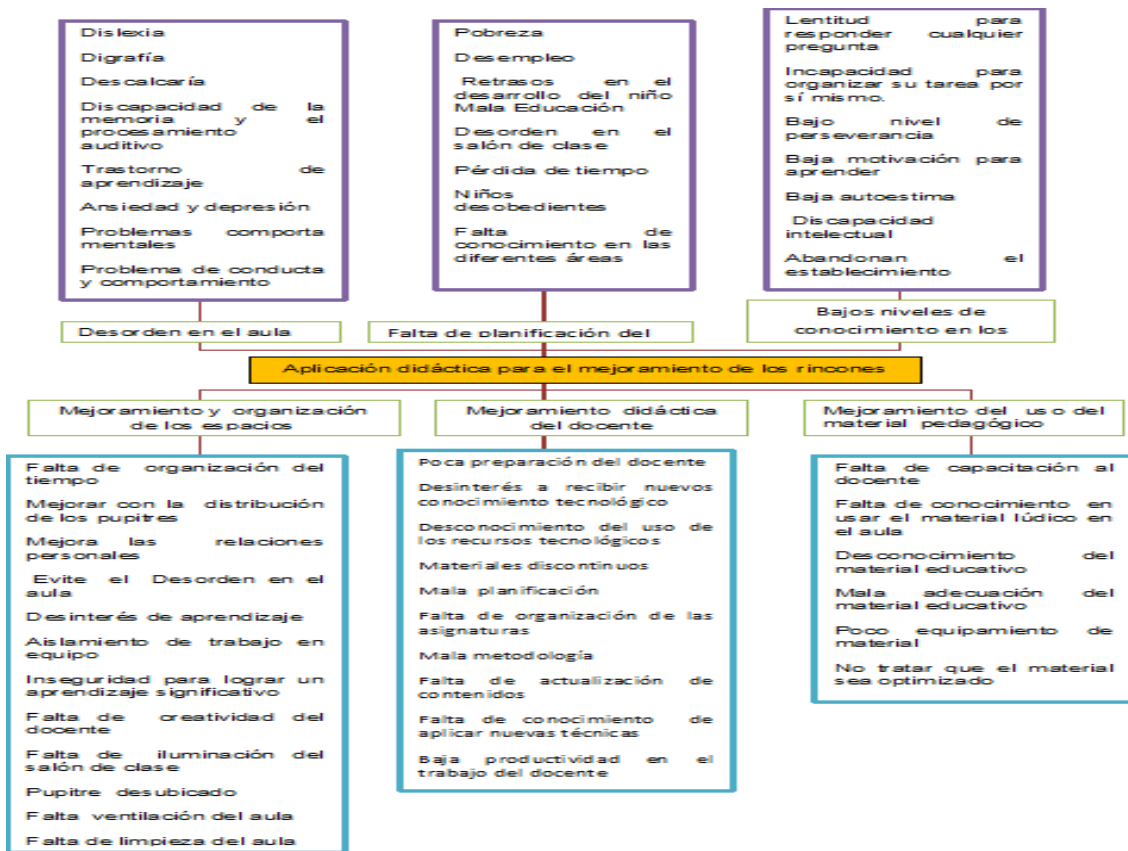 Dislexia
Digrafía
Descalcaría
Discapacidad de la
memoria y el
procesamiento
auditivo
Trastorno de
aprendizaje
Ansiedad y depresión
Problemas comporta
mentales
Problema de conducta
y comportamiento
Pobreza
Desempleo
Retrasos en el
desarrollo del niño
Mala Educación
Desorden en el
salón de clase
Pérdida de tiempo
Niños
desobedientes
Falta de
conocimiento en las
diferentes áreas
Lentitud para
responder cualquier
pregunta
Incapacidad para
organizar su tarea por
sí mismo.
Bajo nivel de
perseverancia
Baja motivación para
aprender
Baja autoestima
Discapacidad
intelectual
Abandonan el
establecimiento
Desorden en el aula
Falta de planificación del
Bajos niveles de
conocimiento en los
Aplicación didáctica para el mejoramiento de los rincones
Mejoramiento y organización
de los espacios
Mejoramiento didáctica
del docente
Mejoramiento del uso del
material pedagógico
Falta de organización del
tiempo
Mejorar con la distribución
de los pupitres
Mejora las relaciones
personales
Evite el Desorden en el
aula
Desinterés de aprendizaje
Aislamiento de trabajo en
equipo
Inseguridad para lograr un
aprendizaje significativo
Falta de creatividad del
docente
Falta de iluminación del
salón de clase
Pupitre desubicado
Falta ventilación del aula
Falta de limpieza del aula
Poca preparación del docente
Desinterés a recibir nuevos
conocimiento tecnológico
Desconocimiento del uso de
los recursos tecnológicos
Materiales discontinuos
Mala planificación
Falta de organización de las
asignaturas
Mala metodología
Falta de actualización de
contenidos
Falta de conocimiento de
aplicar nuevas técnicas
Baja productividad en el
trabajo del docente
Falta de capacitación al
docente
Falta de conocimiento en
usar el material lúdico en
el aula
Desconocimiento del
material educativo
Mala adecuación del
material educativo
Poco equipamiento de
material
No tratar que el material
sea optimizado